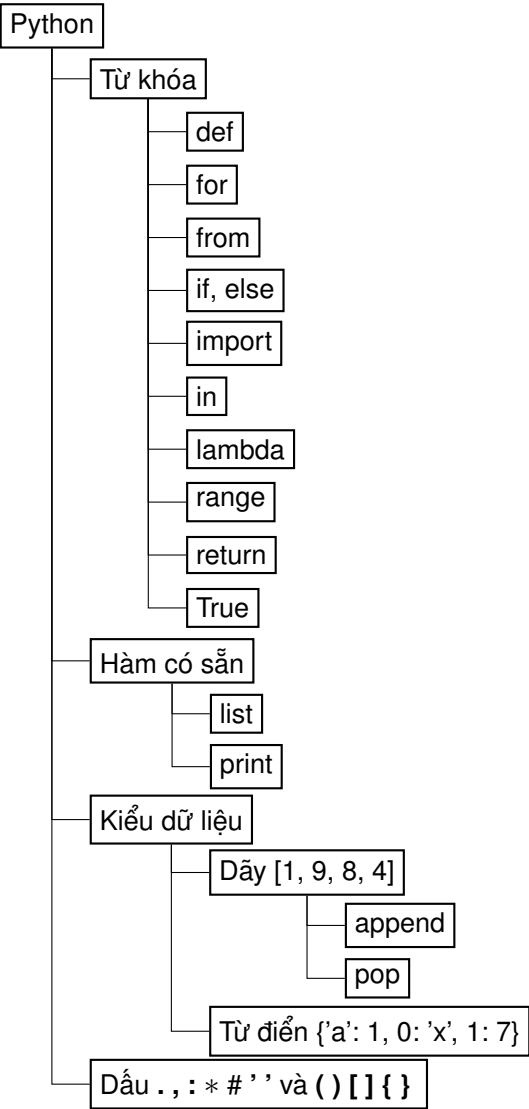 Python
Từ khóa
def
for
from
if, else
import
in
lambda
range
return
True
Hàm có sẵn
list
print
Kiểu dữ liệu
Dãy [1, 9, 8, 4]
append
pop
Từ điển {'a': 1, 0: 'x', 1: 7}
Dấu . , : * # ’ ’ và ( ) [ ] { }